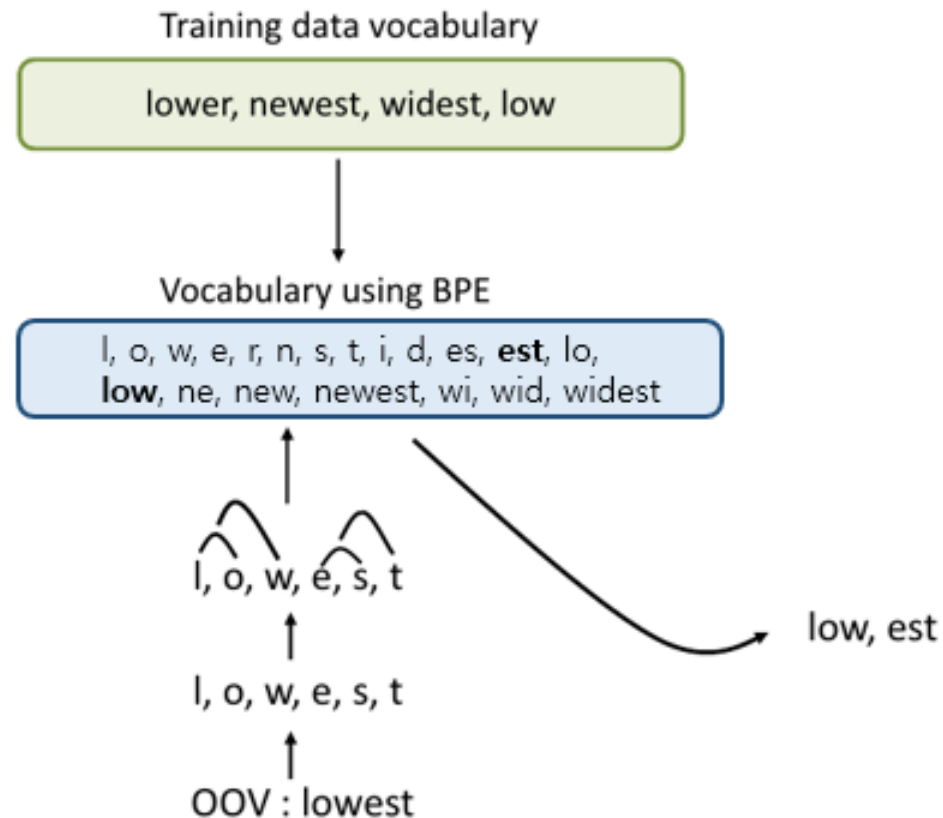 Training data vocabulary
lower, newest, widest, low
Vocabulary using BPE
l, o, w, e, r, n, s, t, i, d, es, est, lo,
low, ne, new, newest, wi, wid, widest
l, o, w, e, s, t
low, est
l, o, w, e, s, t
OOV : lowest